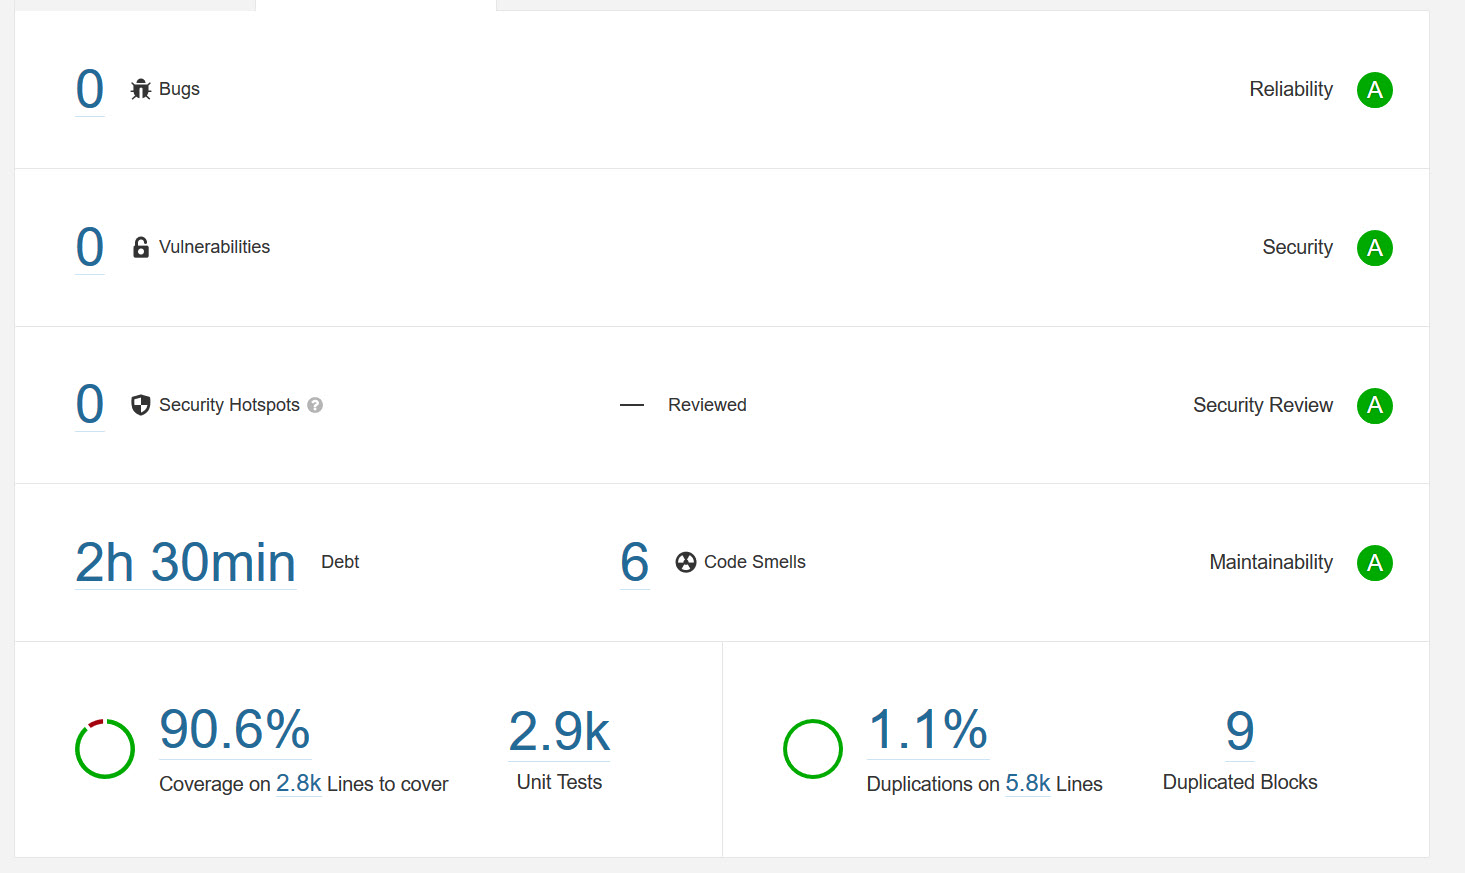 0 Bugs Reliability A
0 Vulnerabilities Security A
0 Security Hotspots ? — Reviewed Security Review A
2h 30min Debt 6 Code Smells Maintainability A
90.6%
Coverage on 2.8k Lines to cover
2.9k
Unit Tests
1.1%
Duplications on 5.8k Lines
9
Duplicated Blocks